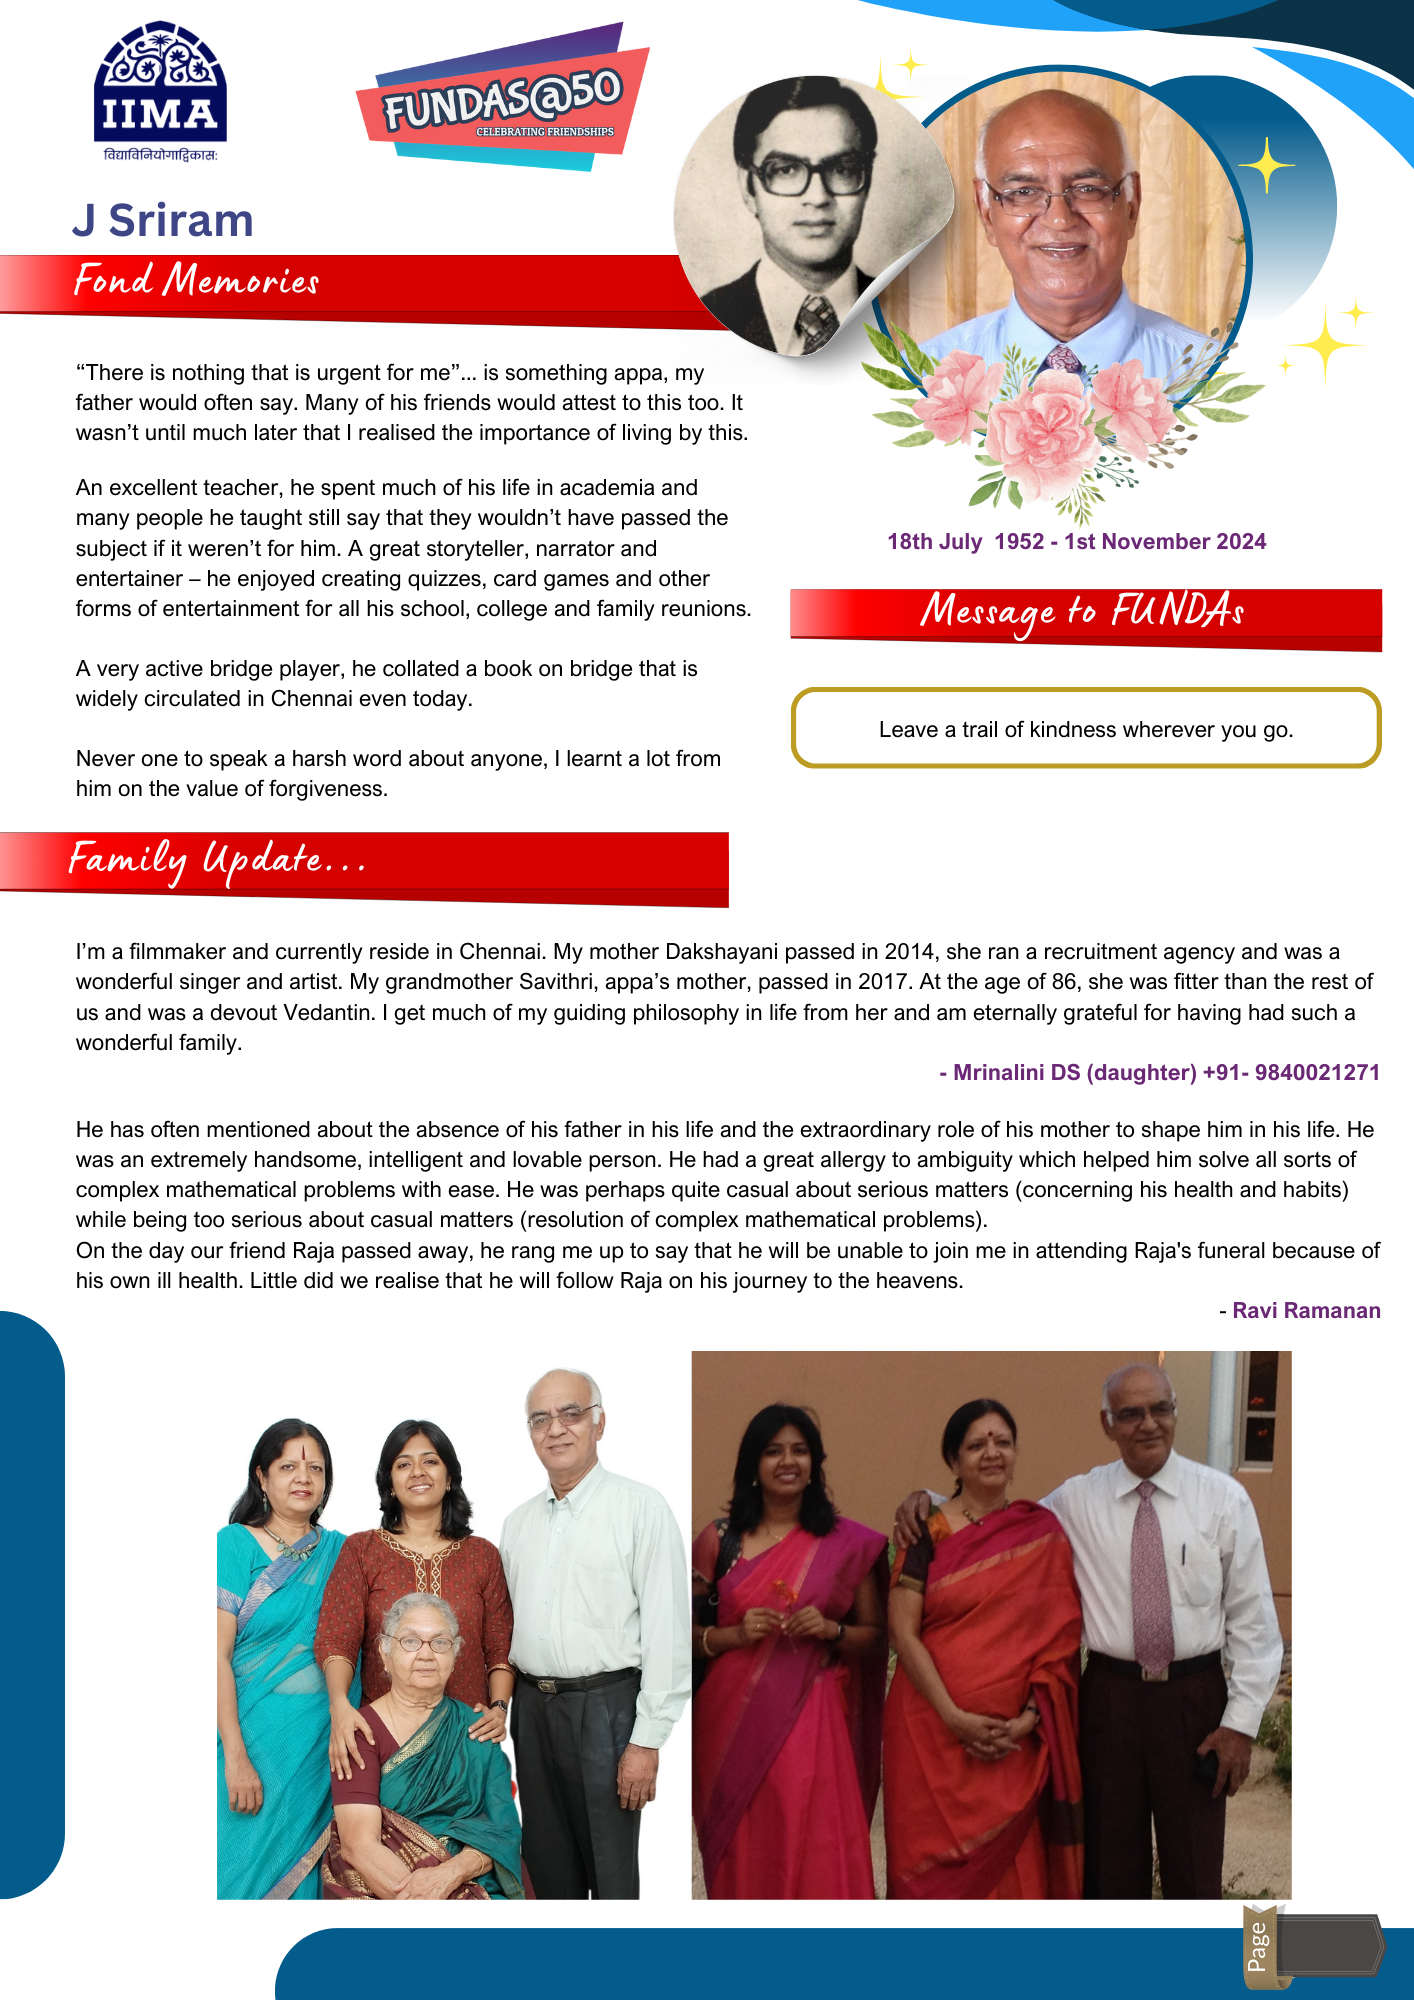 IIMA
विद्याविनियोगाद्विकास:
FUNDAS@50
CELEBRATING FRIENDSHIPS
J Sriram
Fond Memories
“There is nothing that is urgent for me”... is something appa, my
father would often say. Many of his friends would attest to this too. It
wasn’t until much later that I realised the importance of living by this.
An excellent teacher, he spent much of his life in academia and
many people he taught still say that they wouldn’t have passed the
subject if it weren’t for him. A great storyteller, narrator and
entertainer – he enjoyed creating quizzes, card games and other
forms of entertainment for all his school, college and family reunions.
A very active bridge player, he collated a book on bridge that is
widely circulated in Chennai even today.
Never one to speak a harsh word about anyone, I learnt a lot from
him on the value of forgiveness.
18th July  1952 - 1st November 2024
Message to FUNDAs
Leave a trail of kindness wherever you go.
Family Update...
I’m a filmmaker and currently reside in Chennai. My mother Dakshayani passed in 2014, she ran a recruitment agency and was a
wonderful singer and artist. My grandmother Savithri, appa’s mother, passed in 2017. At the age of 86, she was fitter than the rest of
us and was a devout Vedantin. I get much of my guiding philosophy in life from her and am eternally grateful for having had such a
wonderful family.
- Mrinalini DS (daughter) +91- 9840021271
He has often mentioned about the absence of his father in his life and the extraordinary role of his mother to shape him in his life. He
was an extremely handsome, intelligent and lovable person. He had a great allergy to ambiguity which helped him solve all sorts of
complex mathematical problems with ease. He was perhaps quite casual about serious matters (concerning his health and habits)
while being too serious about casual matters (resolution of complex mathematical problems).
On the day our friend Raja passed away, he rang me up to say that he will be unable to join me in attending Raja's funeral because of
his own ill health. Little did we realise that he will follow Raja on his journey to the heavens.
- Ravi Ramanan
Page